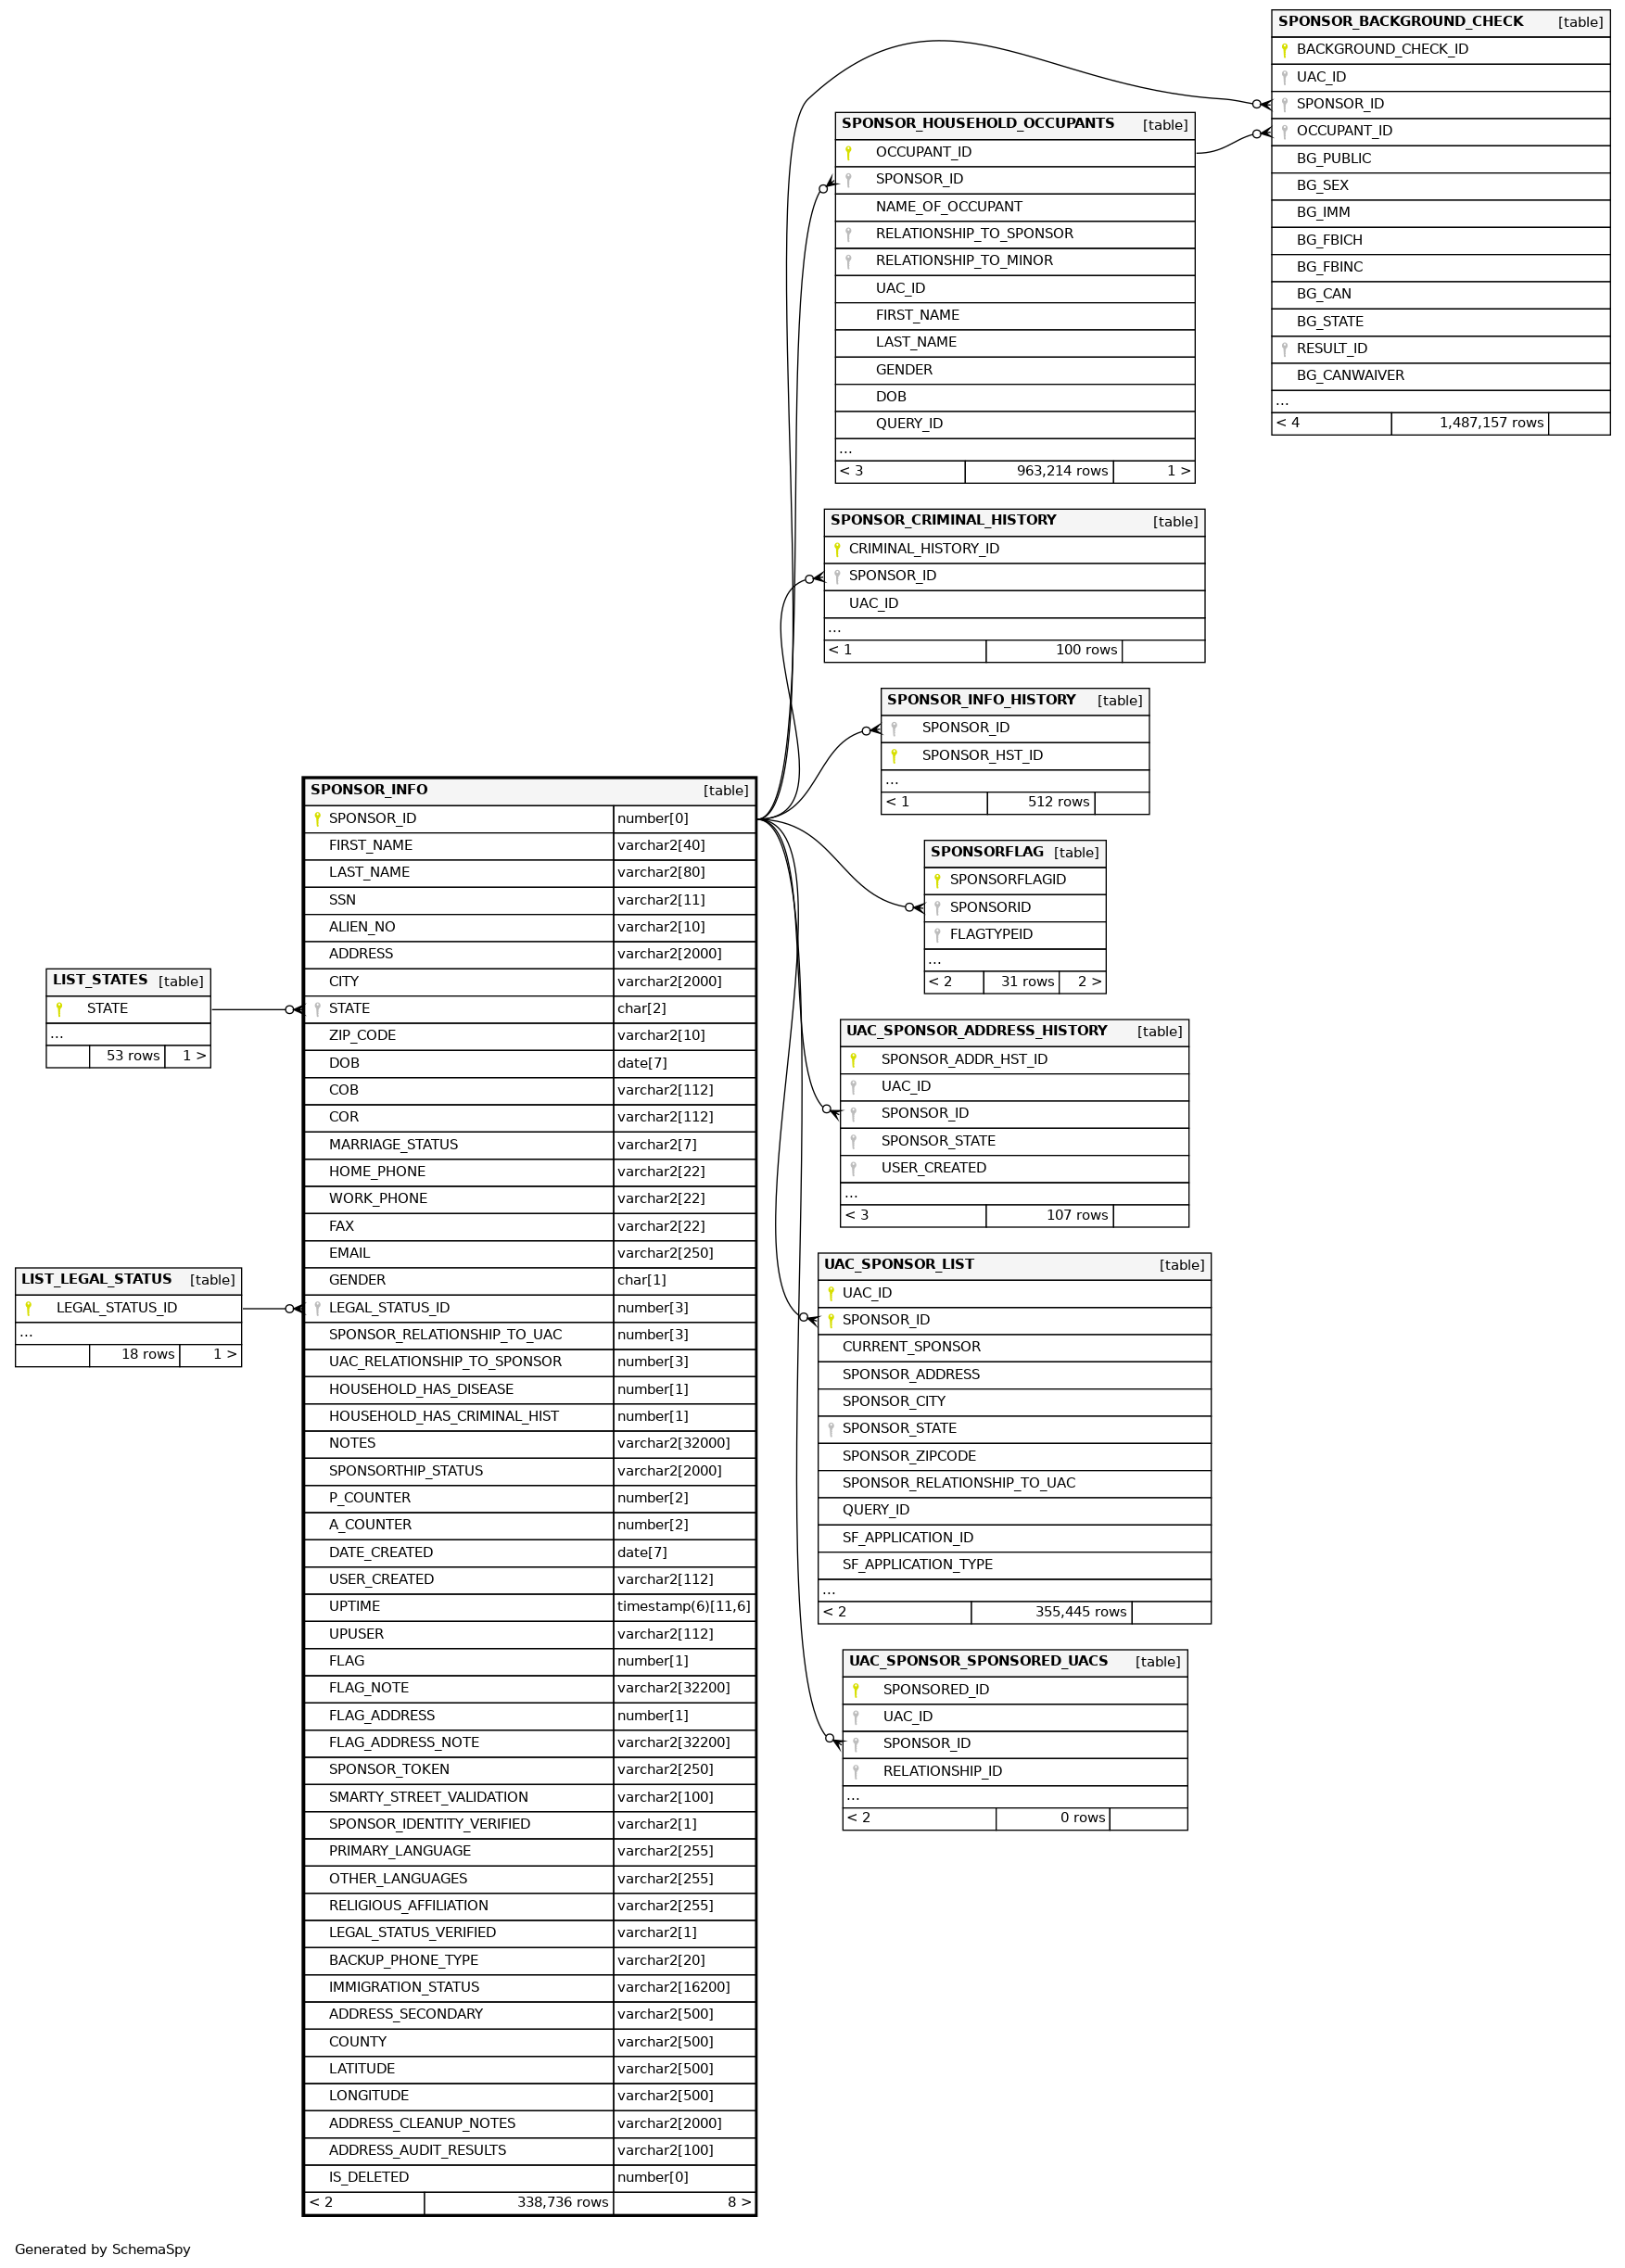 SPONSOR_BACKGROUND_CHECK [table]
BACKGROUND_CHECK_ID
UAC_ID
SPONSOR_ID
OCCUPANT_ID
BG_PUBLIC
BG_SEX
BG_IMM
BG_FBICH
BG_FBINC
BG_CAN
BG_STATE
RESULT_ID
BG_CANWAIVER
...
< 4 1,487,157 rows
SPONSOR_HOUSEHOLD_OCCUPANTS [table]
OCCUPANT_ID
SPONSOR_ID
NAME_OF_OCCUPANT
RELATIONSHIP_TO_SPONSOR
RELATIONSHIP_TO_MINOR
UAC_ID
FIRST_NAME
LAST_NAME
GENDER
DOB
QUERY_ID
...
< 3 963,214 rows 1 >
SPONSOR_CRIMINAL_HISTORY [table]
CRIMINAL_HISTORY_ID
SPONSOR_ID
UAC_ID
...
< 1 100 rows
SPONSOR_INFO_HISTORY [table]
SPONSOR_ID
SPONSOR_HST_ID
...
< 1 512 rows
SPONSORFLAG [table]
SPONSORFLAGID
SPONSORID
FLAGTYPEID
...
< 2 31 rows 2 >
UAC_SPONSOR_ADDRESS_HISTORY [table]
SPONSOR_ADDR_HST_ID
UAC_ID
SPONSOR_ID
SPONSOR_STATE
USER_CREATED
...
< 3 107 rows
UAC_SPONSOR_LIST [table]
UAC_ID
SPONSOR_ID
CURRENT_SPONSOR
SPONSOR_ADDRESS
SPONSOR_CITY
SPONSOR_STATE
SPONSOR_ZIPCODE
SPONSOR_RELATIONSHIP_TO_UAC
QUERY_ID
SF_APPLICATION_ID
SF_APPLICATION_TYPE
...
< 2 355,445 rows
UAC_SPONSOR_SPONSORED_UACS [table]
SPONSORED_ID
UAC_ID
SPONSOR_ID
RELATIONSHIP_ID
...
< 2 0 rows
LIST_STATES [table]
STATE
...
53 rows 1 >
LIST_LEGAL_STATUS [table]
LEGAL_STATUS_ID
...
18 rows 1 >
SPONSOR_INFO [table]
SPONSOR_ID number[0]
FIRST_NAME varchar2[40]
LAST_NAME varchar2[80]
SSN varchar2[11]
ALIEN_NO varchar2[10]
ADDRESS varchar2[2000]
CITY varchar2[2000]
STATE char[2]
ZIP_CODE varchar2[10]
DOB date[7]
COB varchar2[112]
COR varchar2[112]
MARRIAGE_STATUS varchar2[7]
HOME_PHONE varchar2[22]
WORK_PHONE varchar2[22]
FAX varchar2[22]
EMAIL varchar2[250]
GENDER char[1]
LEGAL_STATUS_ID number[3]
SPONSOR_RELATIONSHIP_TO_UAC number[3]
UAC_RELATIONSHIP_TO_SPONSOR number[3]
HOUSEHOLD_HAS_DISEASE number[1]
HOUSEHOLD_HAS_CRIMINAL_HIST number[1]
NOTES varchar2[32000]
SPONSORTHIP_STATUS varchar2[2000]
P_COUNTER number[2]
A_COUNTER number[2]
DATE_CREATED date[7]
USER_CREATED varchar2[112]
UPTIME timestamp(6)[11,6]
UPUSER varchar2[112]
FLAG number[1]
FLAG_NOTE varchar2[32200]
FLAG_ADDRESS number[1]
FLAG_ADDRESS_NOTE varchar2[32200]
SPONSOR_TOKEN varchar2[250]
SMARTY_STREET_VALIDATION varchar2[100]
SPONSOR_IDENTITY_VERIFIED varchar2[1]
PRIMARY_LANGUAGE varchar2[255]
OTHER_LANGUAGES varchar2[255]
RELIGIOUS_AFFILIATION varchar2[255]
LEGAL_STATUS_VERIFIED varchar2[1]
BACKUP_PHONE_TYPE varchar2[20]
IMMIGRATION_STATUS varchar2[16200]
ADDRESS_SECONDARY varchar2[500]
COUNTY varchar2[500]
LATITUDE varchar2[500]
LONGITUDE varchar2[500]
ADDRESS_CLEANUP_NOTES varchar2[2000]
ADDRESS_AUDIT_RESULTS varchar2[100]
IS_DELETED number[0]
< 2 338,736 rows 8 >
Generated by SchemaSpy